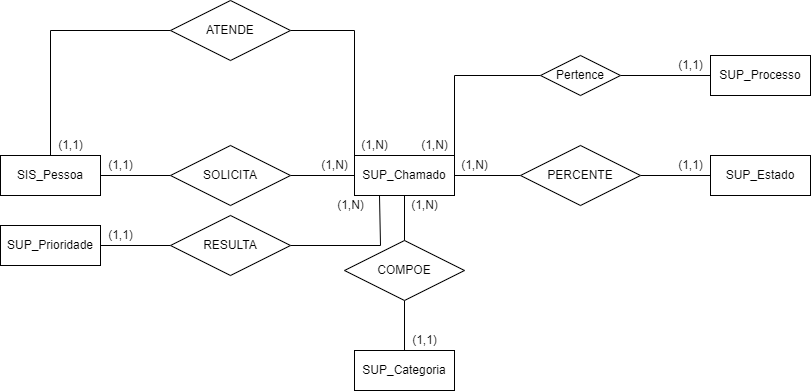 ATENDE
Pertence
(1,1)
SUP_Processo
(1,1)
(1,N)
(1,N)
SIS_Pessoa
(1,1)
SOLICITA
(1,N)
SUP_Chamado
(1,N)
PERCENTE
(1,1)
SUP_Estado
(1,N)
(1,N)
SUP_Prioridade
(1,1)
RESULTA
COMPOE
(1,1)
SUP_Categoria